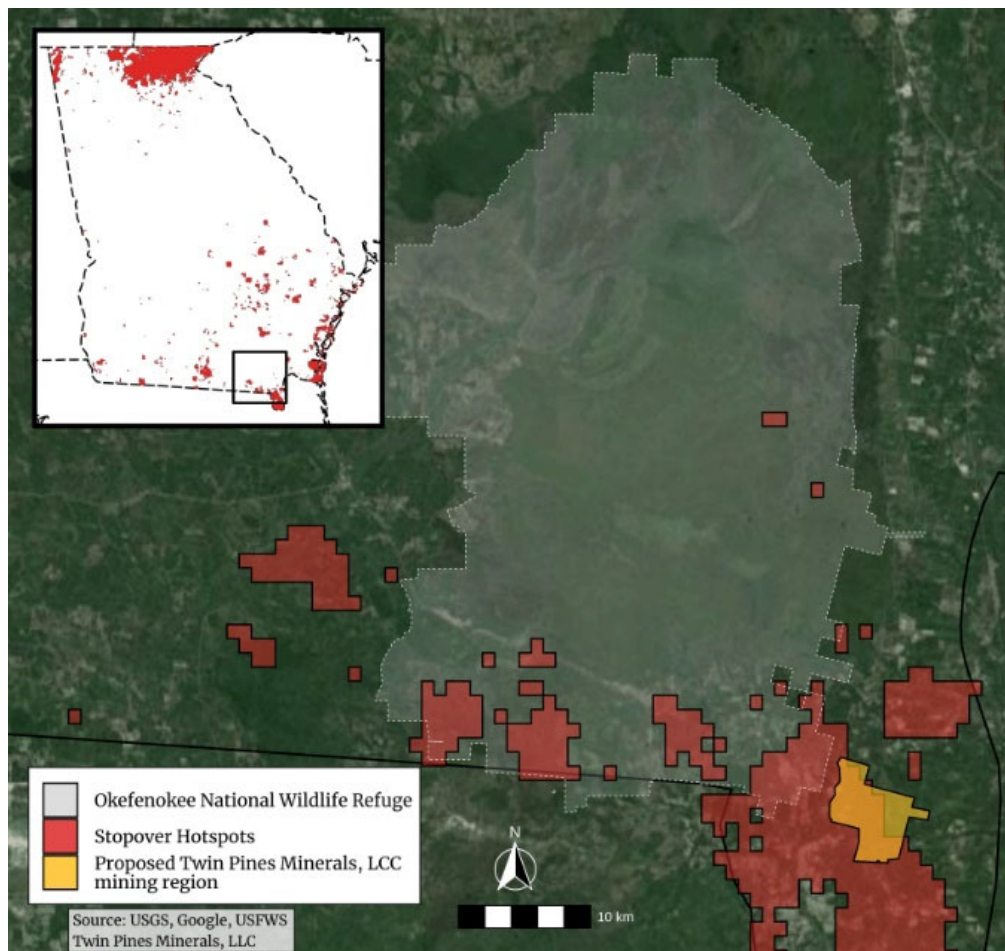 Okefenokee National Wildlife Refuge
Stopover Hotspots
Proposed Twin Pines Minerals, LCC
mining region
N
10 km
Source: USGS, Google, USFWS
Twin Pines Minerals, LLC